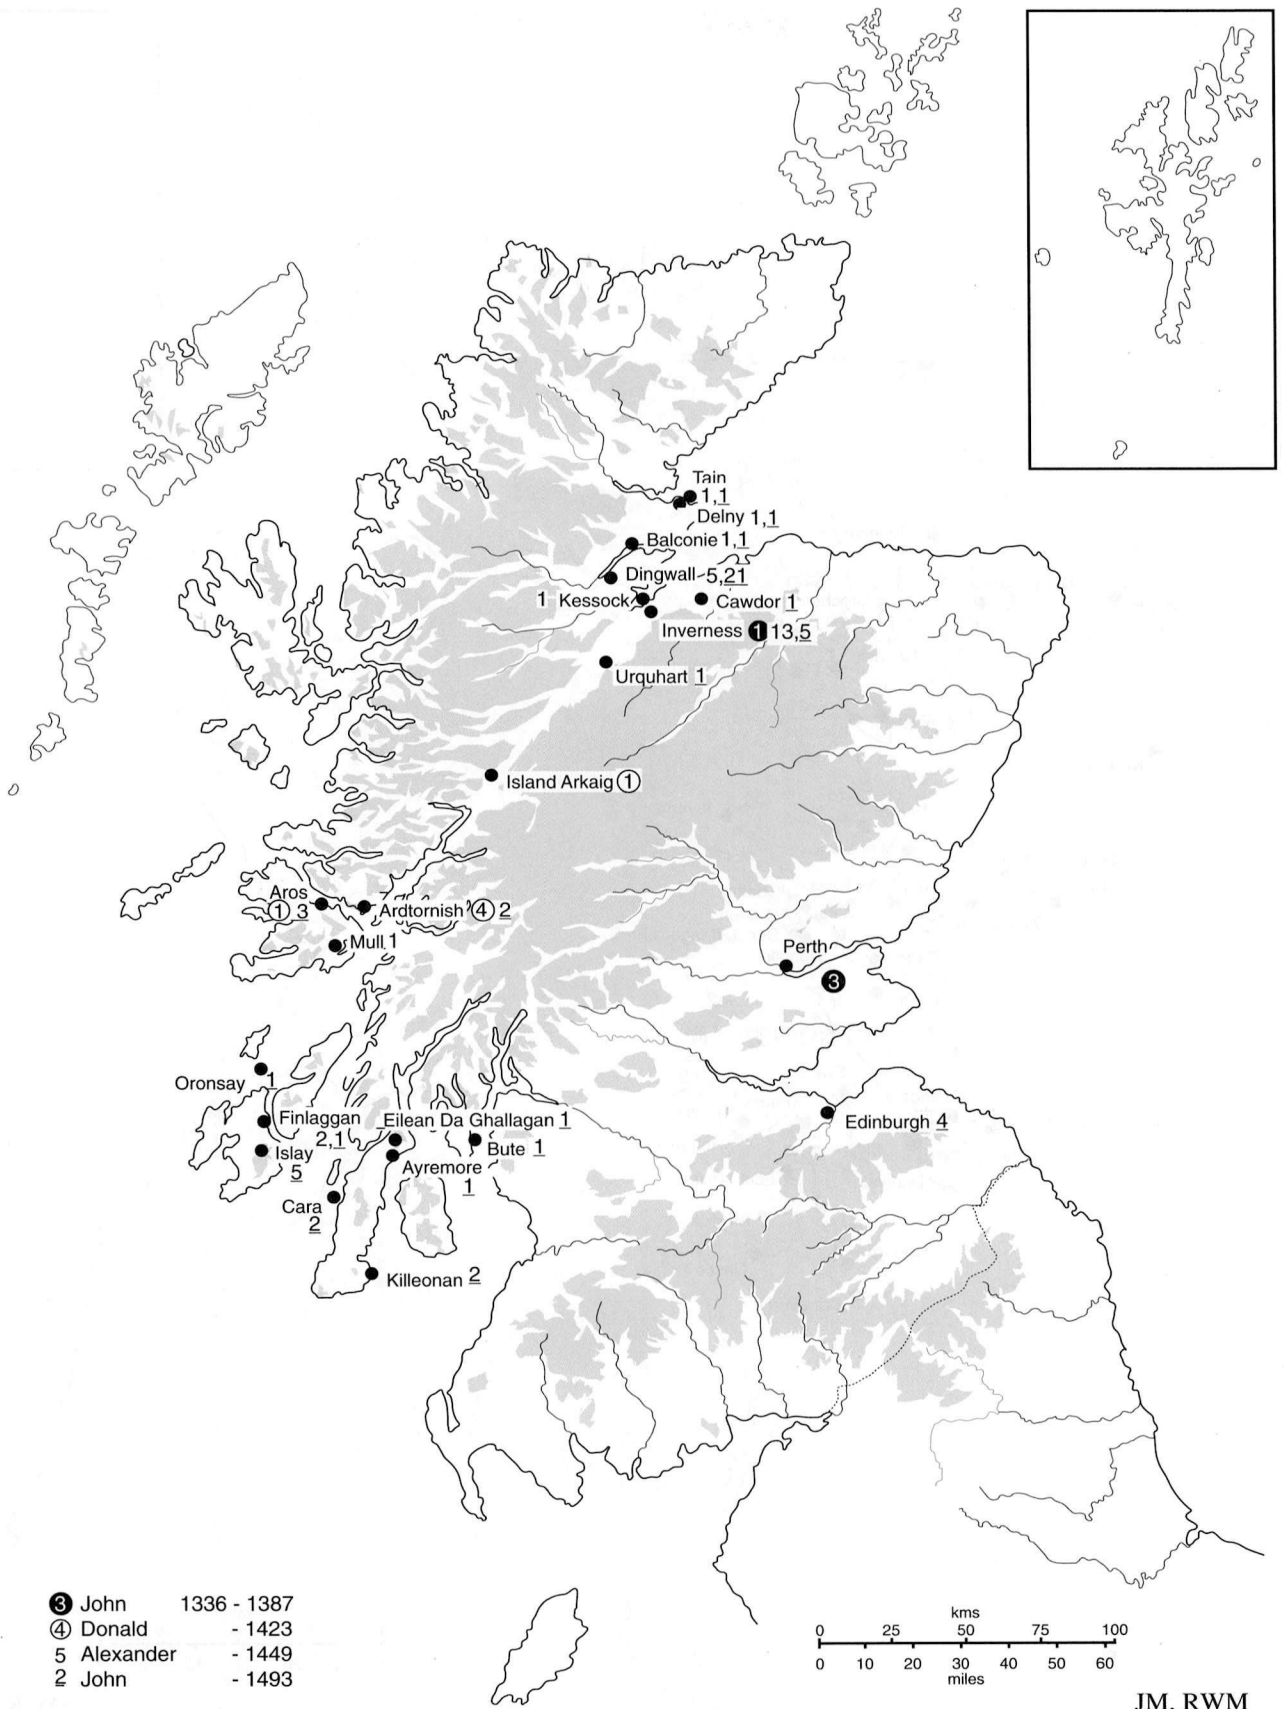 Tain
1,1
Delny 1,1
Balconie 1,1
Dingwall 5,21
1 Kessock
Cawdor 1
Inverness 1 13,5
Urquhart 1
Island Arkaig 1
Aros
1 3
Ardtornish 4 2
Mull 1
Perth
3
Oronsay 1
Finlaggan
2,1
Eilean Da Ghallagan 1
Edinburgh 4
Islay
5
Bute 1
Ayremore
1
Cara
2
Killeonan 2
3 John 1336 - 1387
4 Donald - 1423
5 Alexander - 1449
2 John - 1493
kms
0 25 50 75 100
0 10 20 30 40 50 60
miles
JM, RWM